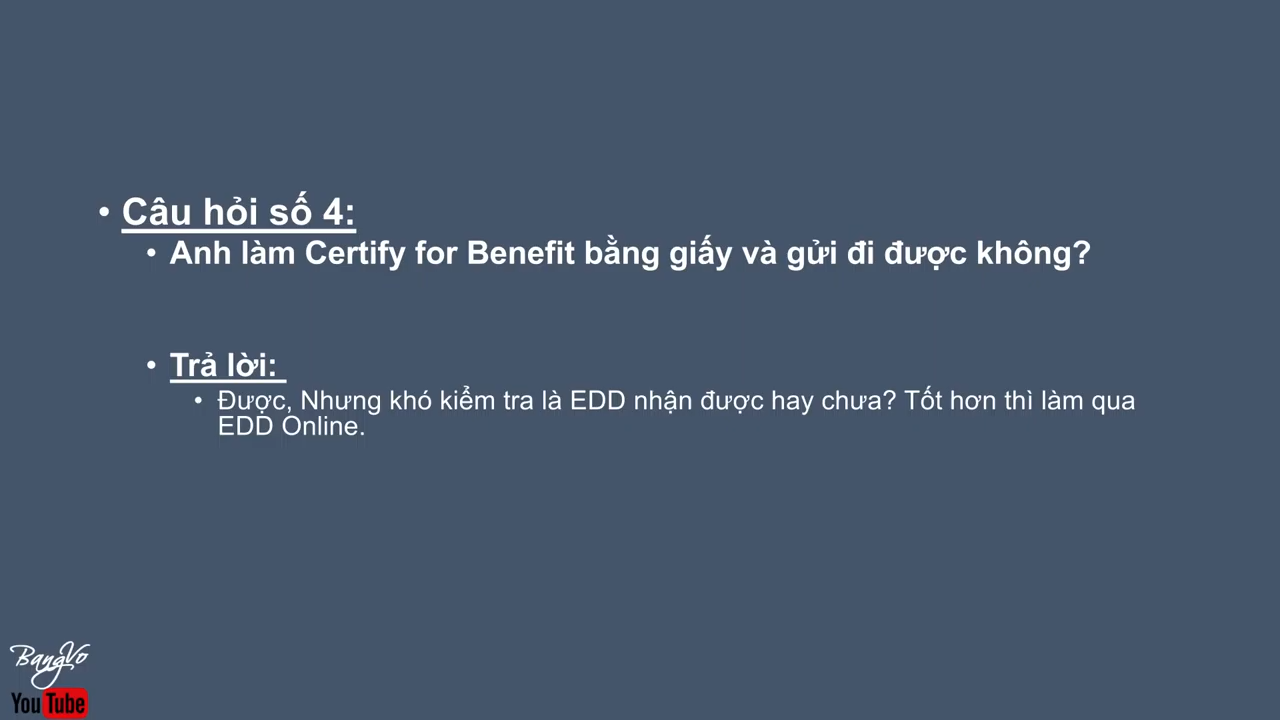 • Câu hỏi số 4:
• Anh làm Certify for Benefit bằng giấy và gửi đi được không?
• Trả lời:
• Được, Nhưng khó kiểm tra là EDD nhận được hay chưa? Tốt hơn thì làm qua
EDD Online.
BangVo
YouTube